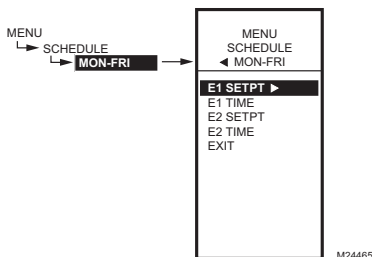 MENU
SCHEDULE
MON-FRI
MENU
SCHEDULE
◄ MON-FRI
E1 SETPT ►
E1 TIME
E2 SETPT
E2 TIME
EXIT
M24465